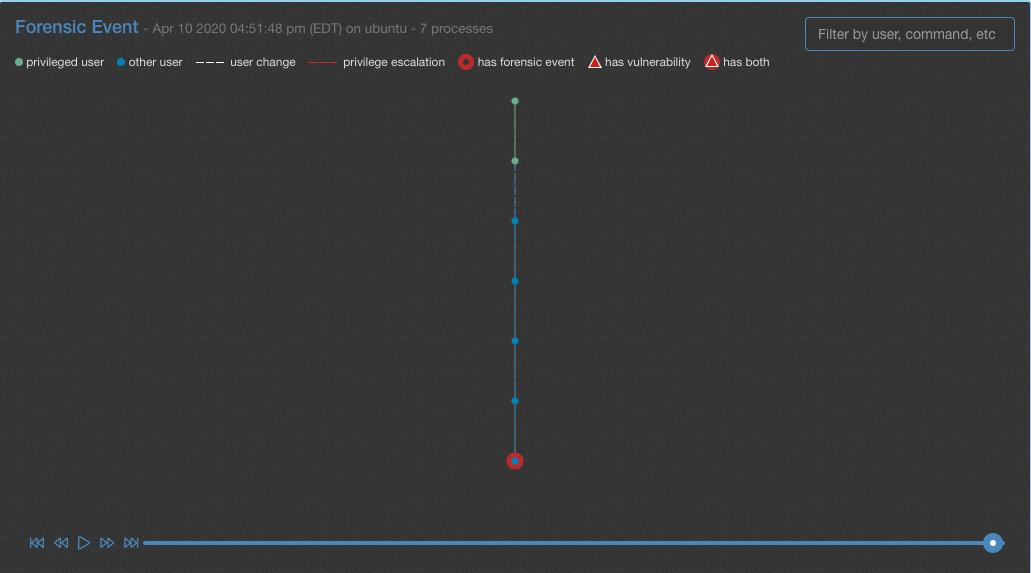 Forensic Event - Apr 10 2020 04:51:48 pm (EDT) on ubuntu - 7 processes
Filter by user, command, etc
privileged user other user user change privilege escalation has forensic event has vulnerability has both